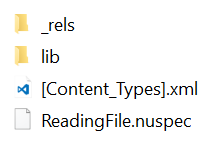 _rels
lib
[Content_Types].xml
ReadingFile.nuspec